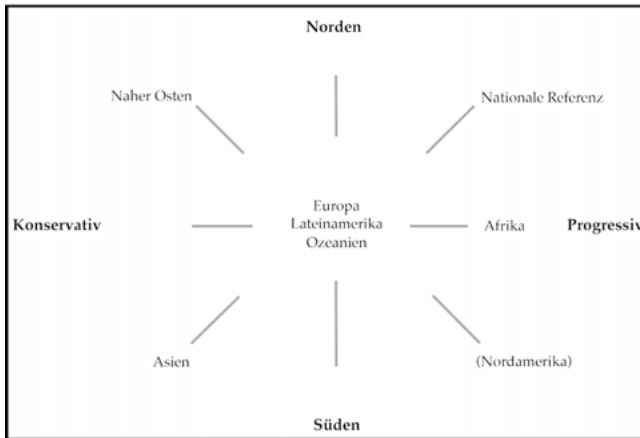 Norden
Naher Osten
Nationale Referenz
Europa
Lateinamerika
Ozeanien
Konservativ
Afrika
Progressiv
Asien
(Nordamerika)
Süden